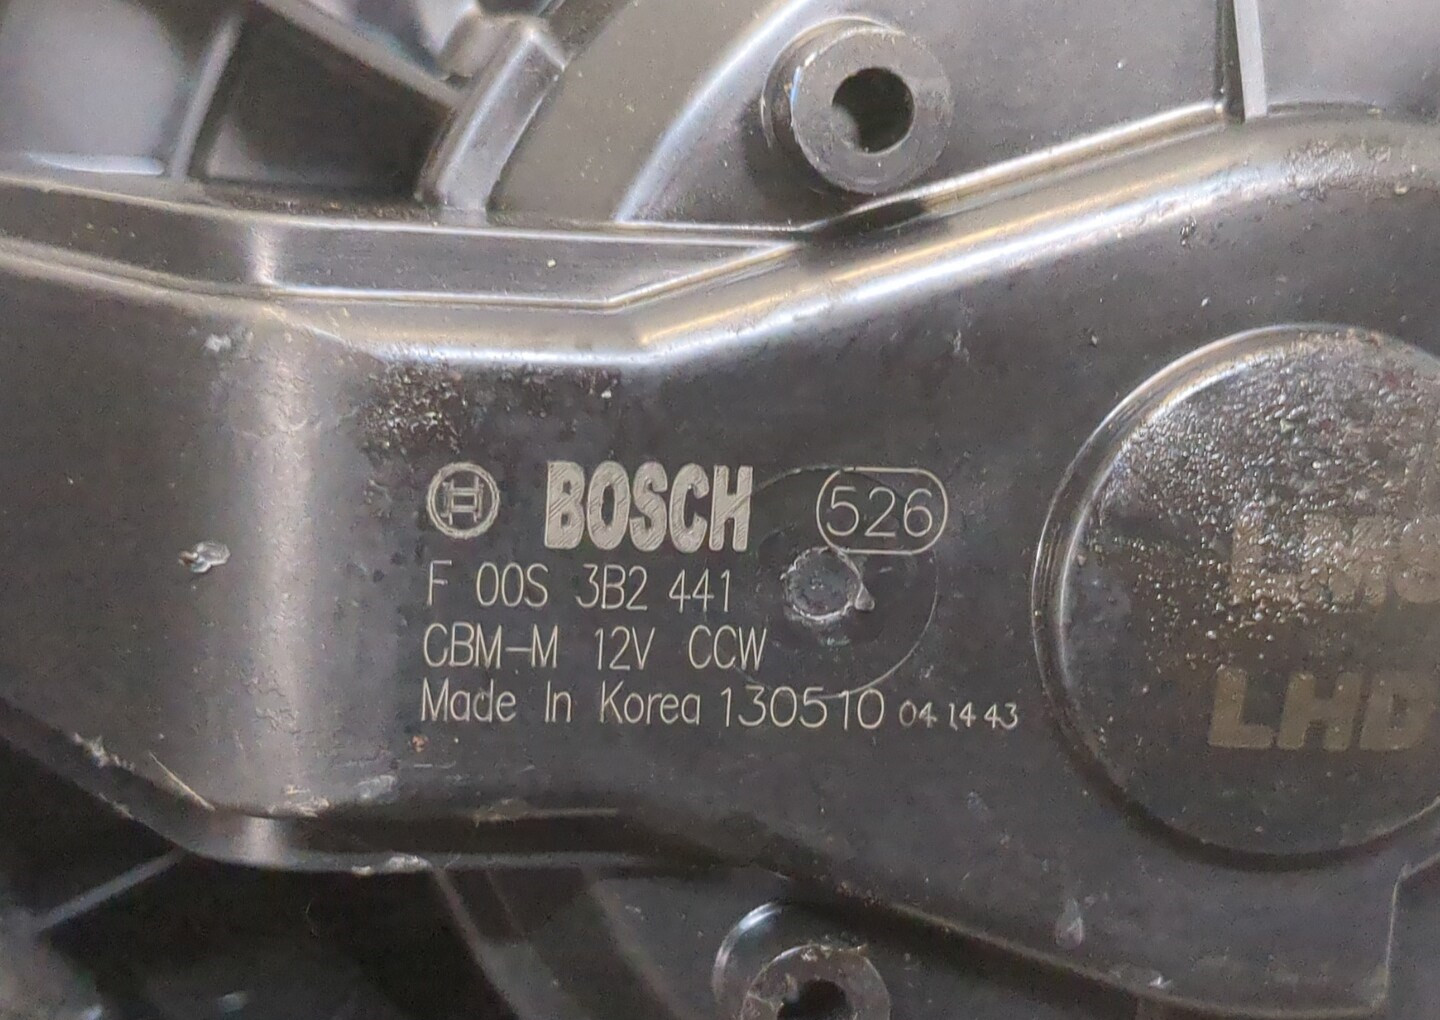 BOSCH 526
F 00S 3B2 441
CBM-M 12V CCW
Made In Korea 130510 04 14 43
LHD